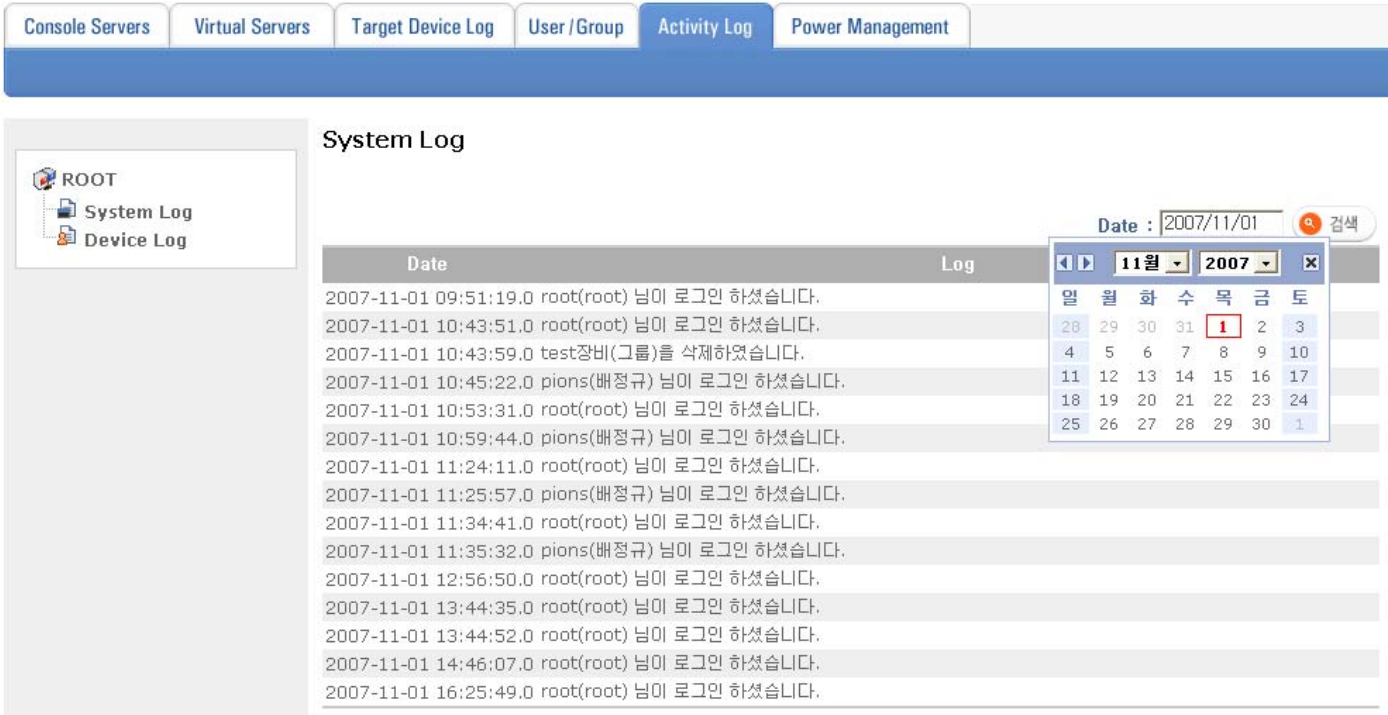 Console Servers Virtual Servers Target Device Log User/Group Activity Log Power Management
System Log
ROOT
System Log
Device Log
Date : 2007/11/01 검색
Date Log
11월 2007
일 월 화 수 목 금 토
28 29 30 31 1 2 3
4 5 6 7 8 9 10
11 12 13 14 15 16 17
18 19 20 21 22 23 24
25 26 27 28 29 30 1
2007-11-01 09:51:19.0 root(root) 님이 로그인 하셨습니다.
2007-11-01 10:43:51.0 root(root) 님이 로그인 하셨습니다.
2007-11-01 10:43:59.0 test장비(그룹)을 삭제하였습니다.
2007-11-01 10:45:22.0 pions(배정규) 님이 로그인 하셨습니다.
2007-11-01 10:53:31.0 root(root) 님이 로그인 하셨습니다.
2007-11-01 10:59:44.0 pions(배정규) 님이 로그인 하셨습니다.
2007-11-01 11:24:11.0 root(root) 님이 로그인 하셨습니다.
2007-11-01 11:25:57.0 pions(배정규) 님이 로그인 하셨습니다.
2007-11-01 11:34:41.0 root(root) 님이 로그인 하셨습니다.
2007-11-01 11:35:32.0 pions(배정규) 님이 로그인 하셨습니다.
2007-11-01 12:56:50.0 root(root) 님이 로그인 하셨습니다.
2007-11-01 13:44:35.0 root(root) 님이 로그인 하셨습니다.
2007-11-01 13:44:52.0 root(root) 님이 로그인 하셨습니다.
2007-11-01 14:46:07.0 root(root) 님이 로그인 하셨습니다.
2007-11-01 16:25:49.0 root(root) 님이 로그인 하셨습니다.